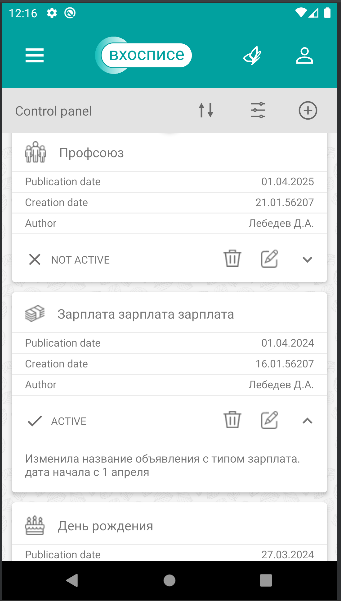 12:16
вхосписе
Control panel
Профсоюз
Publication date 01.04.2025
Creation date 21.01.56207
Author Лебедев Д.А.
NOT ACTIVE
Зарплата зарплата зарплата
Publication date 01.04.2024
Creation date 16.01.56207
Author Лебедев Д.А.
ACTIVE
Изменила название объявления с типом зарплата.
дата начала с 1 апреля
День рождения
Publication date 27.03.2024